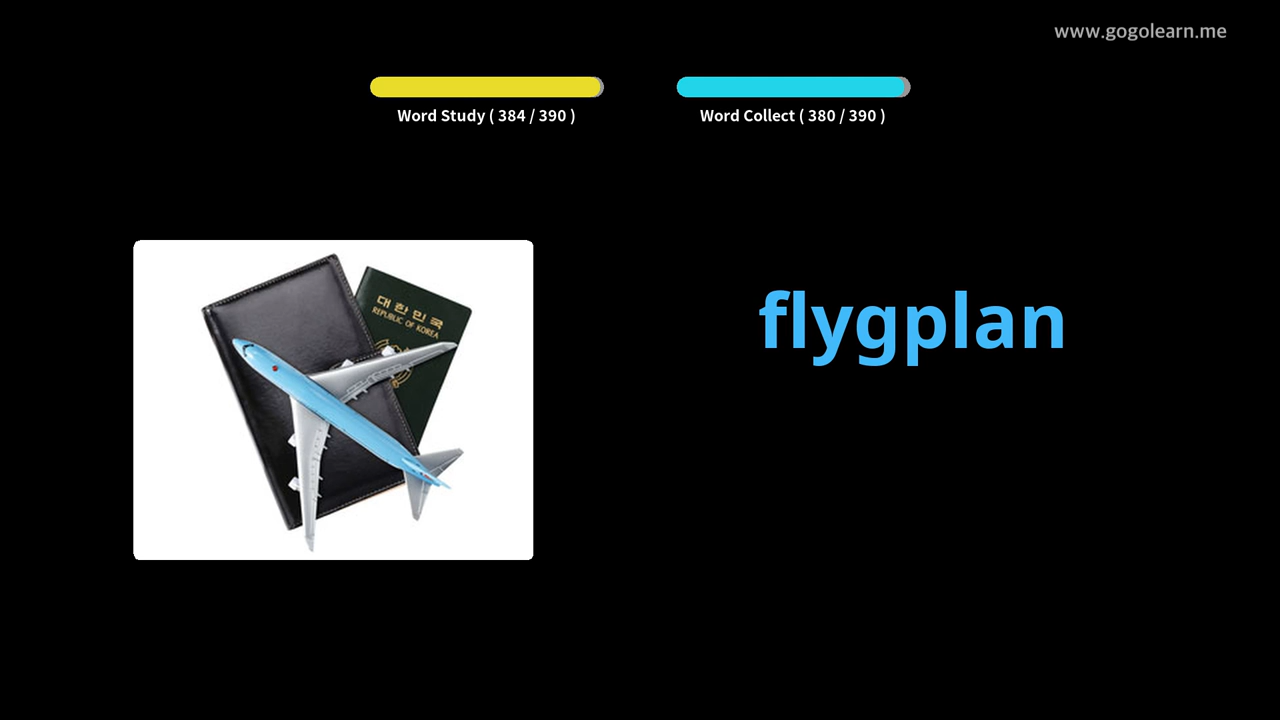 www.gogolearn.me
Word Study ( 384 / 390 )
Word Collect ( 380 / 390 )
대한민국
REPUBLIC OF KOREA
flygplan